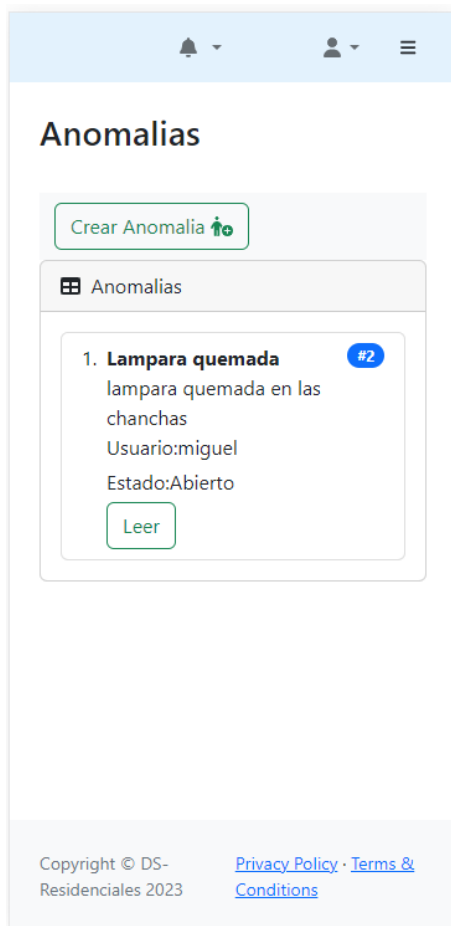 Anomalias
Crear Anomalia
Anomalias
1. Lampara quemada #2
lampara quemada en las
chanchas
Usuario:miguel
Estado:Abierto
Leer
Copyright © DS-
Residenciales 2023
Privacy Policy · Terms &
Conditions